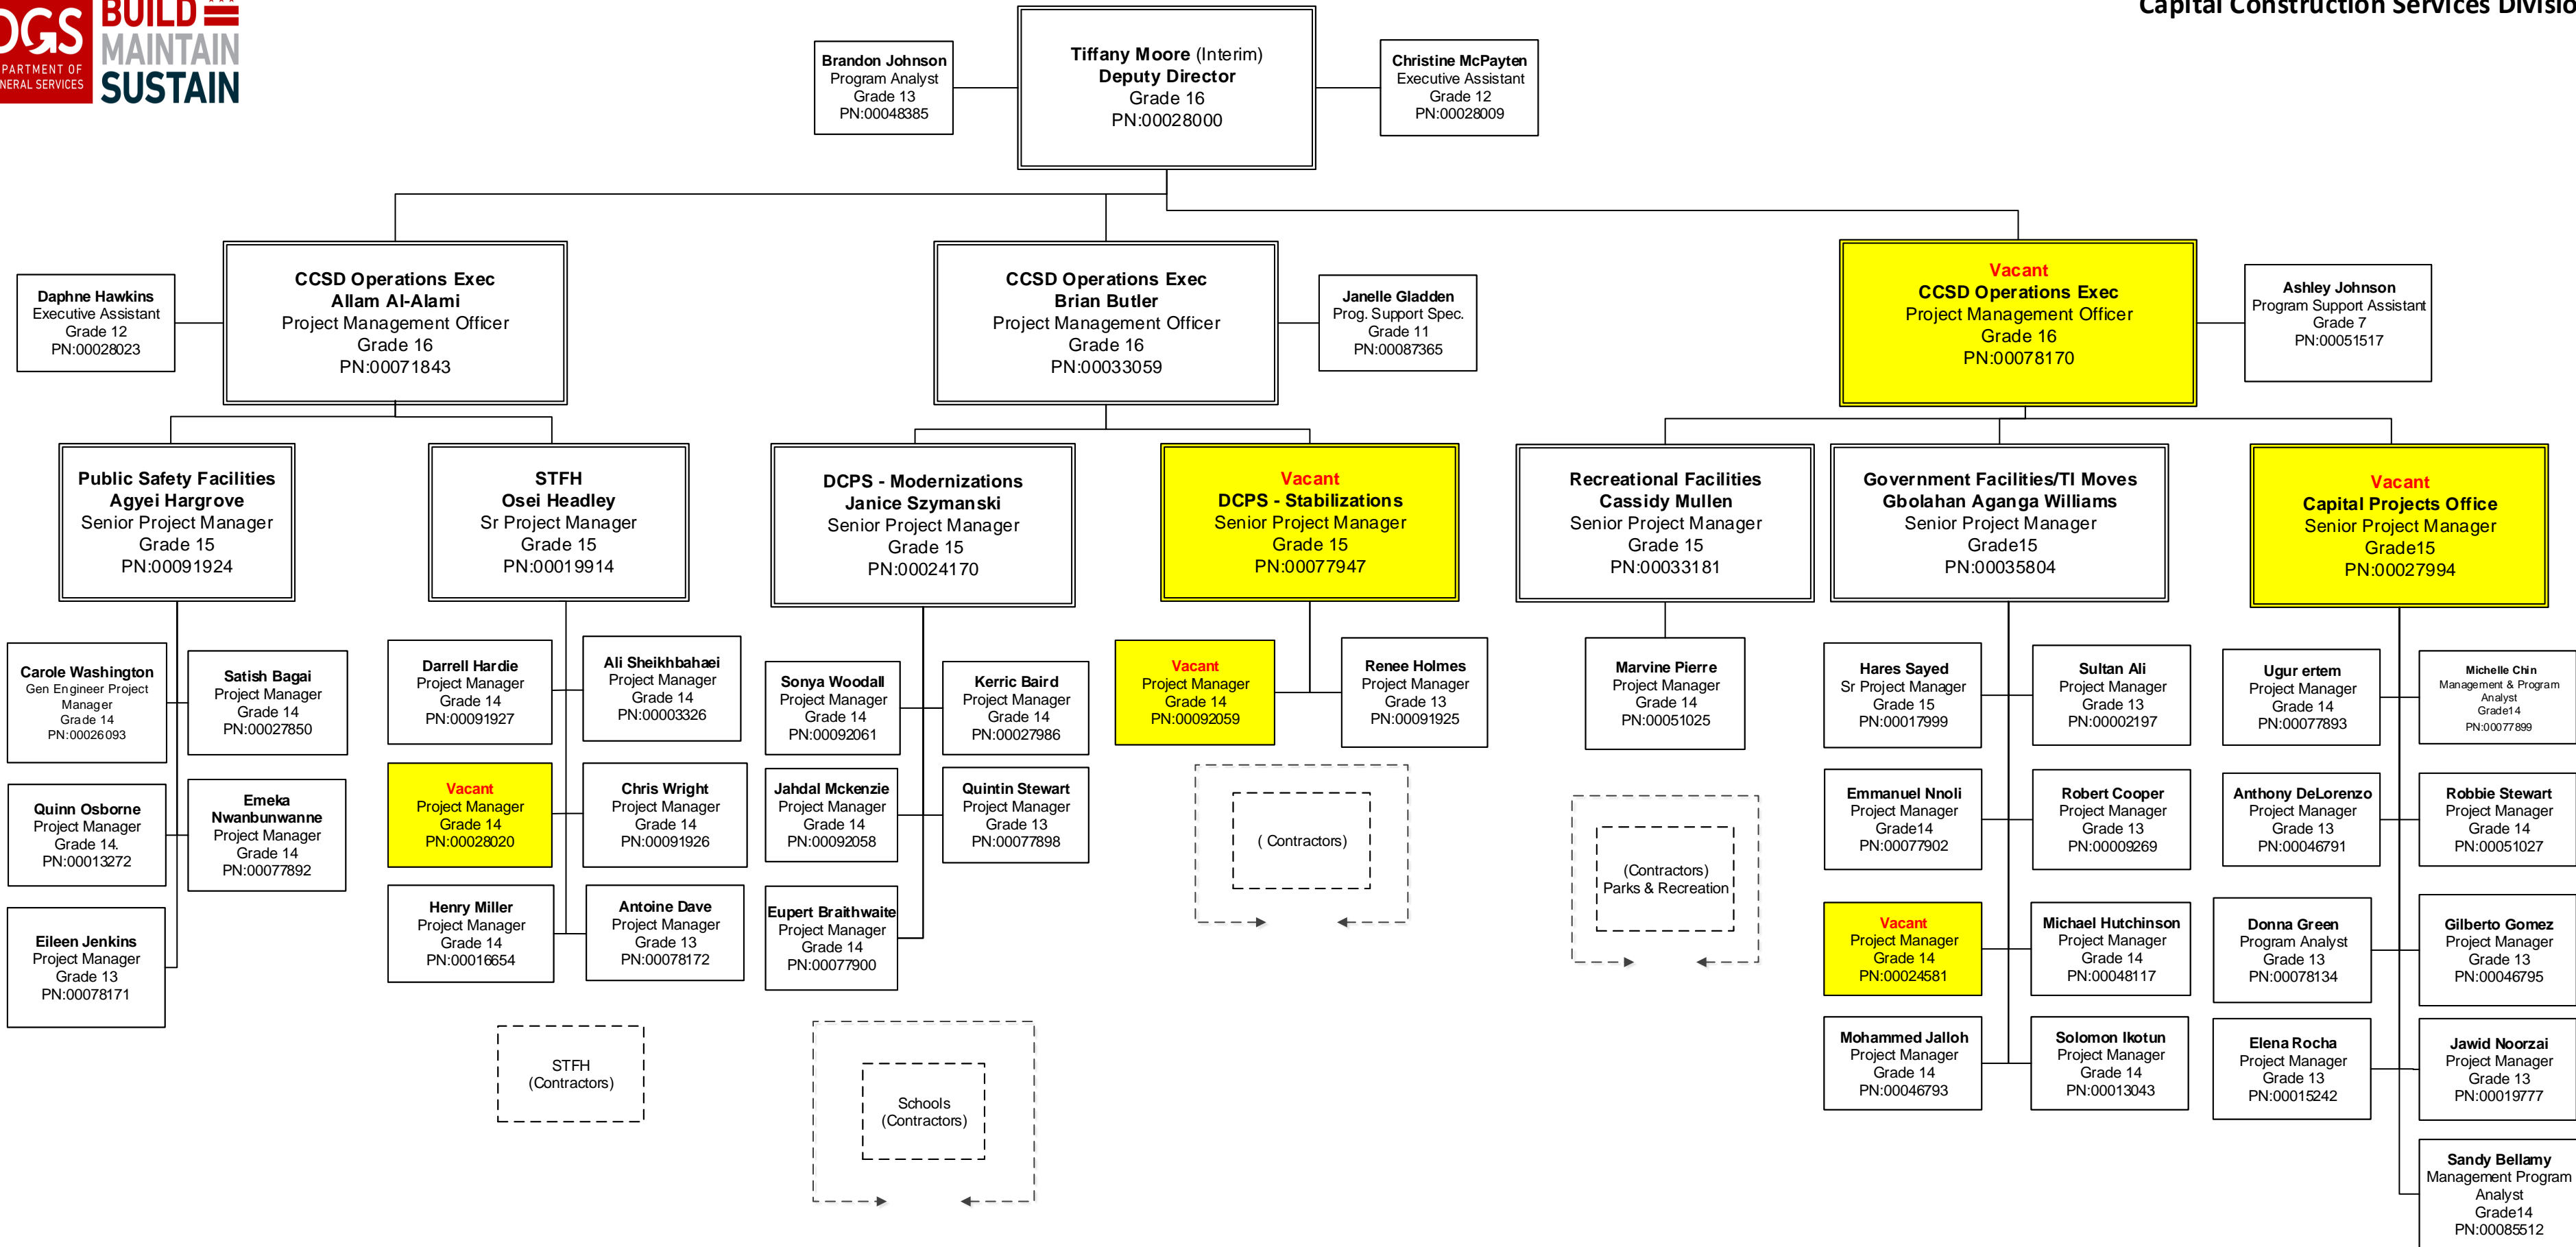 BUILD
MAINTAIN
SUSTAIN
DGS
Capital Construction Services
Brandon Johnson
Program Analyst
Grade 13
PN:00048385
Tiffany Moore (Interim)
Deputy Director
Grade 16
PN:00028000
Christine McPayten
Executive Assistant
Grade 12
PN:00028009
Daphne Hawkins
Executive Assistant
Grade 12
PN:00028023
CCSD Operations Exec
Allam Al-Alami
Project Management Officer
Grade 16
PN:00071843
CCSD Operations Exec
Brian Butler
Project Management Officer
Grade 16
PN:00033059
Janelle Gladden
Prog. Support Spec.
Grade 11
PN:00087365
Vacant
CCSD Operations Exec
Project Management Officer
Grade 16
PN:00078170
Ashley Johnson
Program Support Assistant
Grade 7
PN:00051517
Public Safety Facilities
Agyei Hargrove
Senior Project Manager
Grade 15
PN:00091924
STFH
Osei Headley
Sr Project Manager
Grade 15
PN:00019914
DCPS - Modernizations
Janice Szymanski
Senior Project Manager
Grade 15
PN:00024170
Vacant
DCPS - Stabilizations
Senior Project Manager
Grade 15
PN:00077947
Recreational Facilities
Cassidy Mullen
Senior Project Manager
Grade 15
PN:00033181
Government Facilities/TI Moves
Gbolahan Aganga Williams
Senior Project Manager
Grade15
PN:00035804
Vacant
Capital Projects Office
Senior Project Manager
Grade15
PN:00027994
Carole Washington
Gen Engineer Project
Manager
Grade 14
PN:00026093
Satish Bagai
Project Manager
Grade 14
PN:00027850
Quinn Osborne
Project Manager
Grade 14.
PN:00013272
Emeka
Nwanbunwanne
Project Manager
Grade 14
PN:00077892
Eileen Jenkins
Project Manager
Grade 13
PN:00078171
Darrell Hardie
Project Manager
Grade 14
PN:00091927
Ali Sheikhbahaei
Project Manager
Grade 14
PN:00003326
Vacant
Project Manager
Grade 14
PN:00028020
Chris Wright
Project Manager
Grade 14
PN:00091926
Henry Miller
Project Manager
Grade 14
PN:00016654
Antoine Dave
Project Manager
Grade 13
PN:00078172
STFH
(Contractors)
Sonya Woodall
Project Manager
Grade 14
PN:00092061
Kerric Baird
Project Manager
Grade 14
PN:00027986
Jahdal Mckenzie
Project Manager
Grade 14
PN:00092058
Quintin Stewart
Project Manager
Grade 13
PN:00077898
Eupert Braithwaite
Project Manager
Grade 14
PN:00077900
Schools
(Contractors)
Vacant
Project Manager
Grade 14
PN:00092059
Renee Holmes
Project Manager
Grade 13
PN:00091925
( Contractors)
Marvine Pierre
Project Manager
Grade 14
PN:00051025
(Contractors)
Parks & Recreation
Hares Sayed
Sr Project Manager
Grade 15
PN:00017999
Sultan Ali
Project Manager
Grade 13
PN:00002197
Emmanuel Nnoli
Project Manager
Grade14
PN:00077902
Robert Cooper
Project Manager
Grade 13
PN:00009269
Vacant
Project Manager
Grade 14
PN:00024581
Michael Hutchinson
Project Manager
Grade 14
PN:00048117
Mohammed Jalloh
Project Manager
Grade 14
PN:00046793
Solomon Ikotun
Project Manager
Grade 14
PN:00013043
Ugur ertem
Project Manager
Grade 14
PN:00077893
Michelle Chin
Management & Program
Analyst
Grade14
PN:00077899
Anthony DeLorenzo
Project Manager
Grade 13
PN:00046791
Robbie Stewart
Project Manager
Grade 14
PN:00051027
Donna Green
Program Analyst
Grade 13
PN:00078134
Gilberto Gomez
Project Manager
Grade 13
PN:00046795
Elena Rocha
Project Manager
Grade 13
PN:00015242
Jawid Noorzai
Project Manager
Grade 13
PN:00019777
Sandy Bellamy
Management Program
Analyst
Grade14
PN:00085512